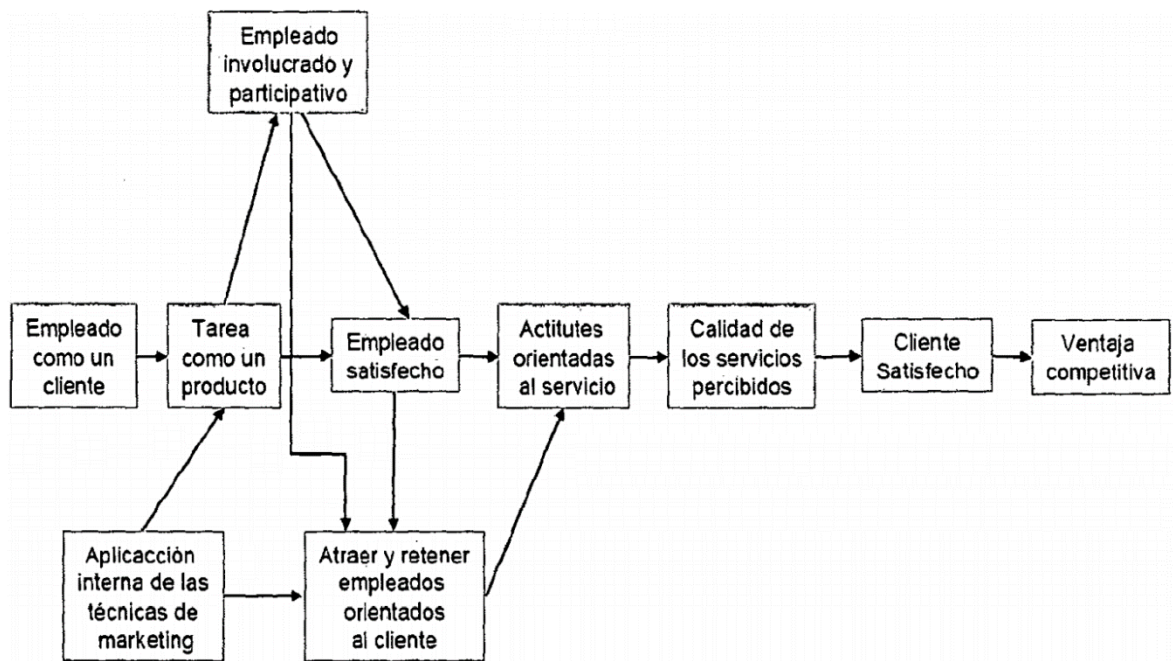 Empleado
involucrado y
participativo
Empleado
como un
cliente
Tarea
como un
producto
Empleado
satisfecho
Actitutes
orientadas
al servicio
Calidad de
los servicios
percibidos
Cliente
Satisfecho
Ventaja
competitiva
Aplicacción
interna de las
técnicas de
marketing
Atraer y retener
empleados
orientados
al cliente